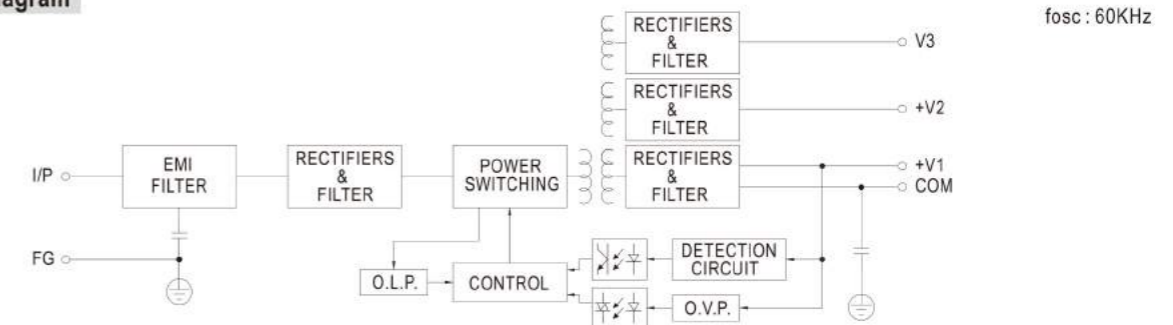 fosc : 60KHz
RECTIFIERS
&
FILTER
V3
RECTIFIERS
&
FILTER
+V2
I/P
EMI
FILTER
RECTIFIERS
&
FILTER
POWER
SWITCHING
RECTIFIERS
&
FILTER
+V1
COM
FG
O.L.P.
CONTROL
DETECTION
CIRCUIT
O.V.P.